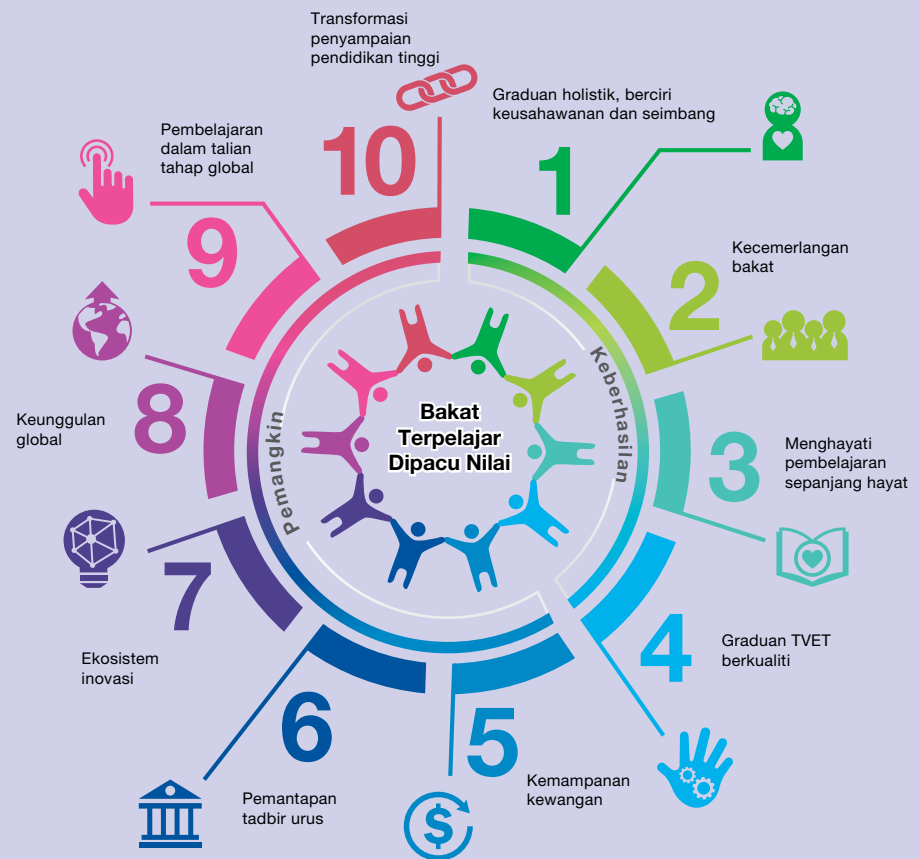 Transformasi
penyampaian
pendidikan tinggi
10
Graduan holistik, berciri
keusahawanan dan seimbang
1
Kecemerlangan
bakat
2
Menghayati
pembelajaran
sepanjang hayat
3
Graduan TVET
berkualiti
4
Kemampanan
kewangan
5
$
Pemantapan
tadbir urus
6
Ekosistem
inovasi
7
Keunggulan
global
8
Pembelajaran
dalam talian
tahap global
9
Pemangkin
Keberhasilan
Bakat
Terpelajar
Dipacu Nilai